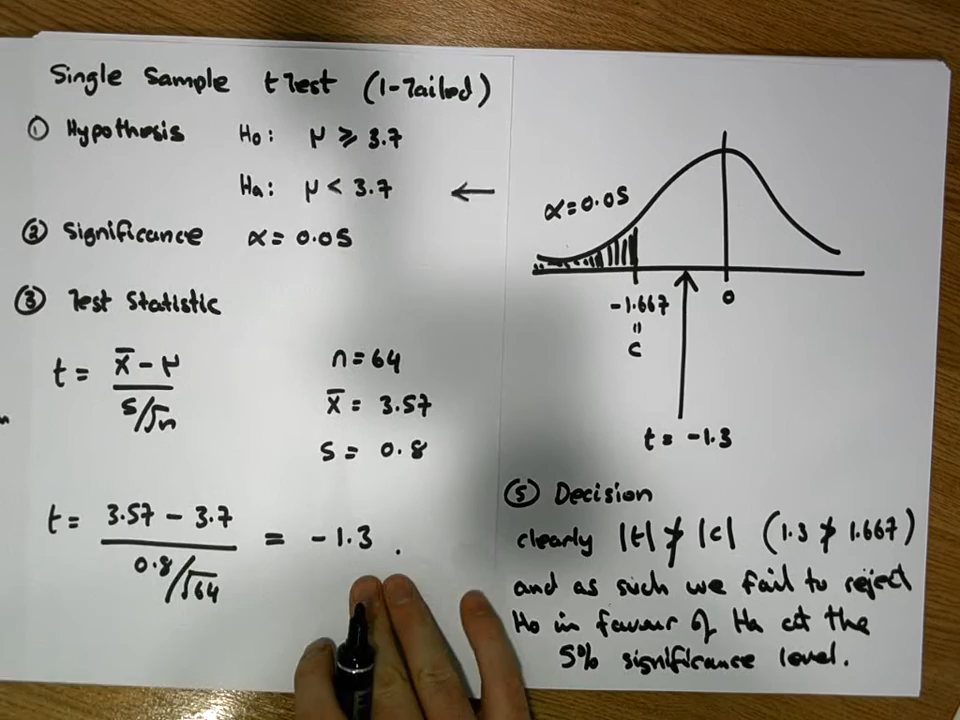 Single Sample t Test (1-Tailed)
① Hypothesis H₀: μ ≥ 3.7
Hₐ: μ < 3.7 ←
② Significance α = 0.05
③ Test Statistic
t = (x̄ - μ) / (s/√n)
n = 64
x̄ = 3.57
s = 0.8
t = (3.57 - 3.7) / (0.8/√64) = -1.3 .
α = 0.05
-1.667
0
=
c
t = -1.3
⑤ Decision
clearly |t| ≯ |c| (1.3 ≯ 1.667)
and as such we fail to reject
H₀ in favour of Hₐ at the
5% significance level.